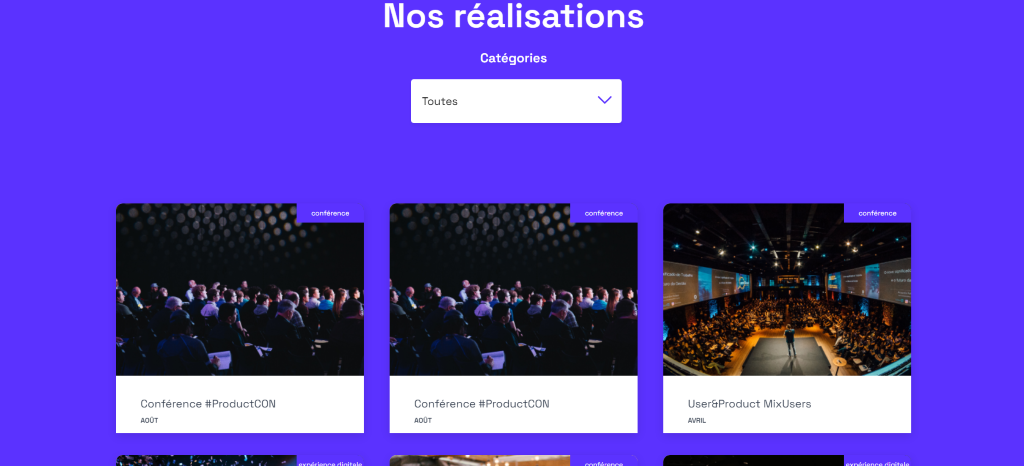 Nos réalisations
Catégories
Toutes
conférence
conférence
conférence
Conférence #ProductCON
AOÛT
Conférence #ProductCON
AOÛT
User&Product MixUsers
AVRIL
expérience digitale
conférence
expérience digitale